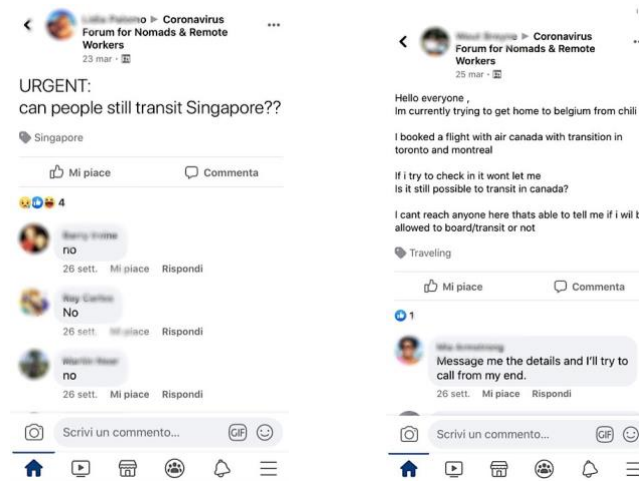 Coronavirus
Forum for Nomads & Remote
Workers
23 mar
URGENT:
can people still transit Singapore??
Singapore
Mi piace
Commenta
4
no
26 sett. Mi piace Rispondi
No
26 sett. Mi piace Rispondi
no
26 sett. Mi piace Rispondi
Scrivi un commento...
GIF
Coronavirus
Forum for Nomads & Remote
Workers
25 mar
Hello everyone ,
Im currently trying to get home to belgium from chili
I booked a flight with air canada with transition in
toronto and montreal
If i try to check in it wont let me
Is it still possible to transit in canada?
I cant reach anyone here thats able to tell me if i wil b
allowed to board/transit or not
Traveling
Mi piace
Commenta
1
Message me the details and I'll try to
call from my end.
26 sett. Mi piace Rispondi
Scrivi un commento...
GIF